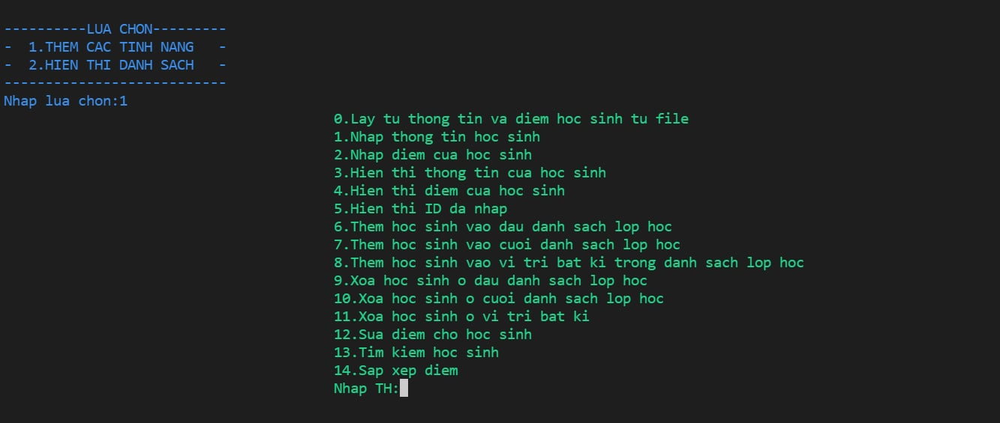 ----------LUA CHON---------
-  1.THEM CAC TINH NANG   -
-  2.HIEN THI DANH SACH   -
---------------------------
Nhap lua chon:1
0.Lay tu thong tin va diem hoc sinh tu file
1.Nhap thong tin hoc sinh
2.Nhap diem cua hoc sinh
3.Hien thi thong tin cua hoc sinh
4.Hien thi diem cua hoc sinh
5.Hien thi ID da nhap
6.Them hoc sinh vao dau danh sach lop hoc
7.Them hoc sinh vao cuoi danh sach lop hoc
8.Them hoc sinh vao vi tri bat ki trong danh sach lop hoc
9.Xoa hoc sinh o dau danh sach lop hoc
10.Xoa hoc sinh o cuoi danh sach lop hoc
11.Xoa hoc sinh o vi tri bat ki
12.Sua diem cho hoc sinh
13.Tim kiem hoc sinh
14.Sap xep diem
Nhap TH: